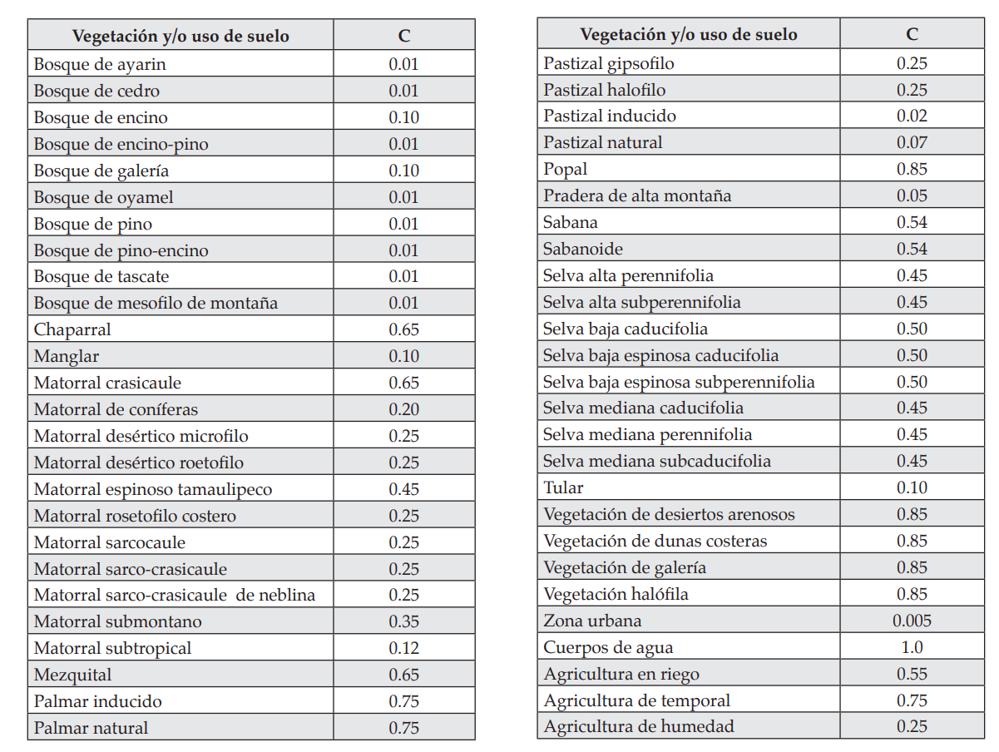 Vegetación y/o uso de suelo C
Bosque de ayarin 0.01
Bosque de cedro 0.01
Bosque de encino 0.10
Bosque de encino-pino 0.01
Bosque de galería 0.10
Bosque de oyamel 0.01
Bosque de pino 0.01
Bosque de pino-encino 0.01
Bosque de tascate 0.01
Bosque de mesofilo de montaña 0.01
Chaparral 0.65
Manglar 0.10
Matorral crasicaule 0.65
Matorral de coníferas 0.20
Matorral desértico microfilo 0.25
Matorral desértico roetofilo 0.25
Matorral espinoso tamaulipeco 0.45
Matorral rosetofilo costero 0.25
Matorral sarcocaule 0.25
Matorral sarco-crasicaule 0.25
Matorral sarco-crasicaule de neblina 0.25
Matorral submontano 0.35
Matorral subtropical 0.12
Mezquital 0.65
Palmar inducido 0.75
Palmar natural 0.75
Vegetación y/o uso de suelo C
Pastizal gipsofilo 0.25
Pastizal halofilo 0.25
Pastizal inducido 0.02
Pastizal natural 0.07
Popal 0.85
Pradera de alta montaña 0.05
Sabana 0.54
Sabanoide 0.54
Selva alta perennifolia 0.45
Selva alta subperennifolia 0.45
Selva baja caducifolia 0.50
Selva baja espinosa caducifolia 0.50
Selva baja espinosa subperennifolia 0.50
Selva mediana caducifolia 0.45
Selva mediana perennifolia 0.45
Selva mediana subcaducifolia 0.45
Tular 0.10
Vegetación de desiertos arenosos 0.85
Vegetación de dunas costeras 0.85
Vegetación de galería 0.85
Vegetación halófila 0.85
Zona urbana 0.005
Cuerpos de agua 1.0
Agricultura en riego 0.55
Agricultura de temporal 0.75
Agricultura de humedad 0.25